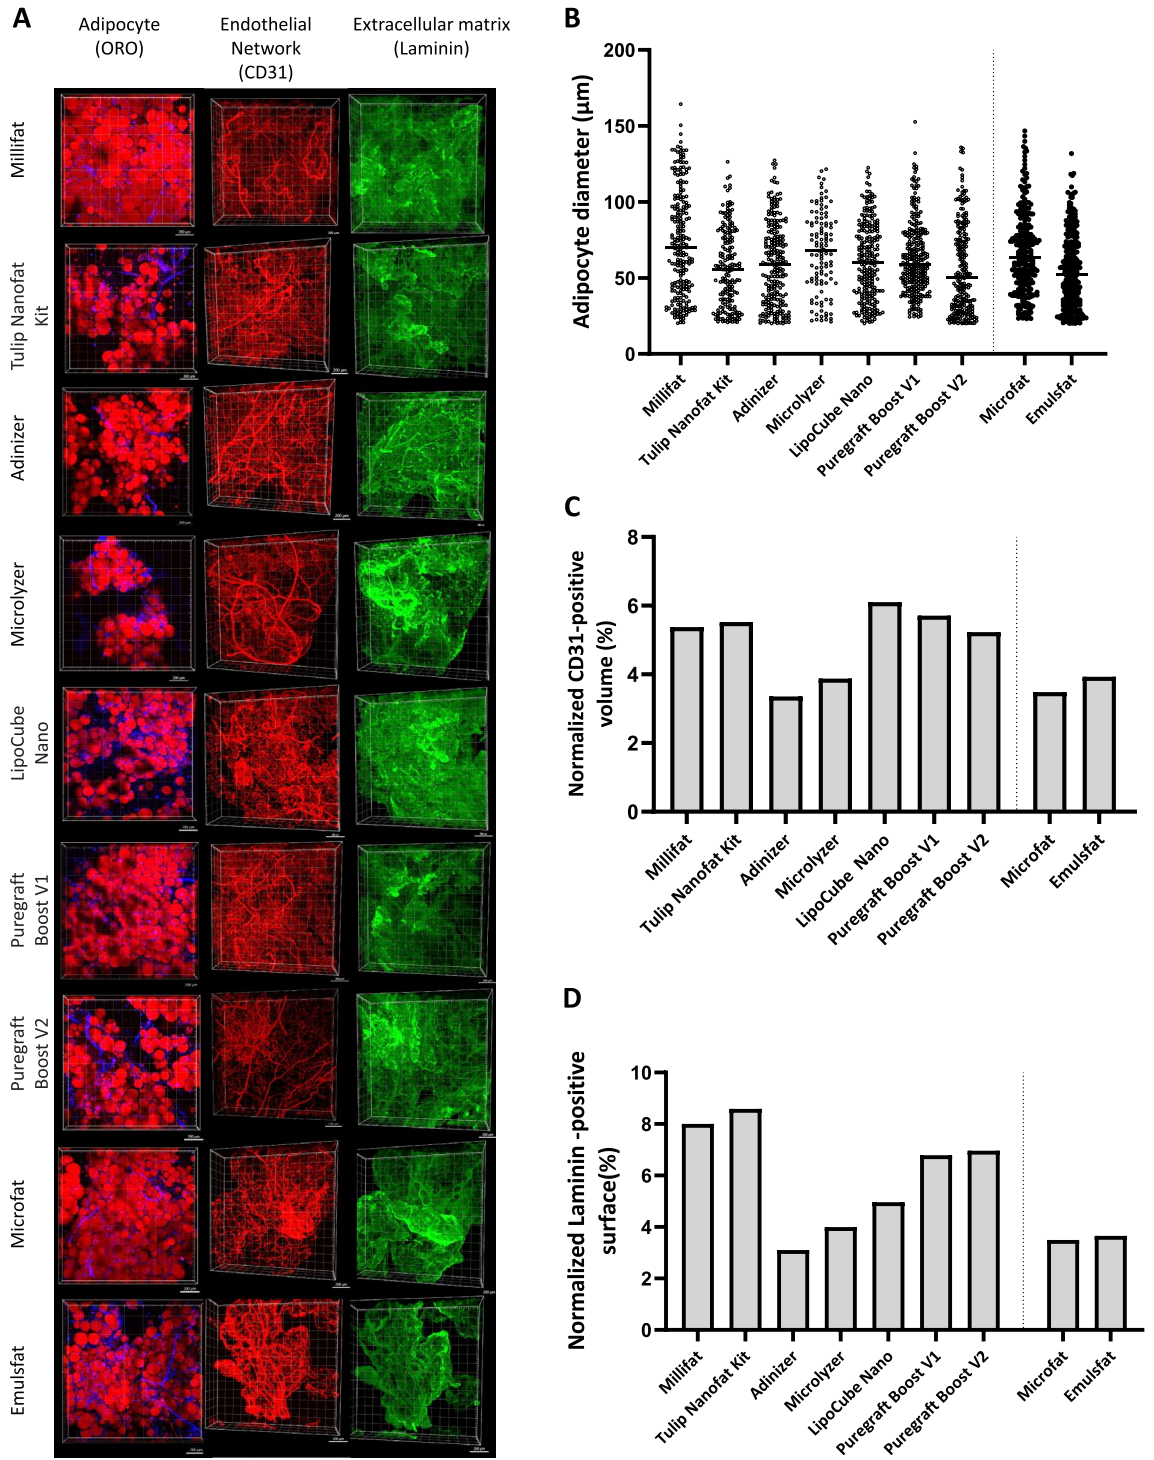 A
Adipocyte
(ORO)
Endothelial
Network
(CD31)
Extracellular matrix
(Laminin)
Millifat
Tulip Nanofat
Kit
Adinizer
Microlyzer
LipoCube
Nano
Puregraft
Boost V1
Puregraft
Boost V2
Microfat
Emulsfat
B
Adipocyte diameter (µm)
200
150
100
50
0
Millifat
Tulip Nanofat Kit
Adinizer
Microlyzer
LipoCube Nano
Puregraft Boost V1
Puregraft Boost V2
Microfat
Emulsfat
C
Normalized CD31-positive
volume (%)
8
6
4
2
0
Millifat
Tulip Nanofat Kit
Adinizer
Microlyzer
LipoCube Nano
Puregraft Boost V1
Puregraft Boost V2
Microfat
Emulsfat
D
Normalized Laminin -positive
surface(%)
10
8
6
4
2
0
Millifat
Tulip Nanofat Kit
Adinizer
Microlyzer
LipoCube Nano
Puregraft Boost V1
Puregraft Boost V2
Microfat
Emulsfat